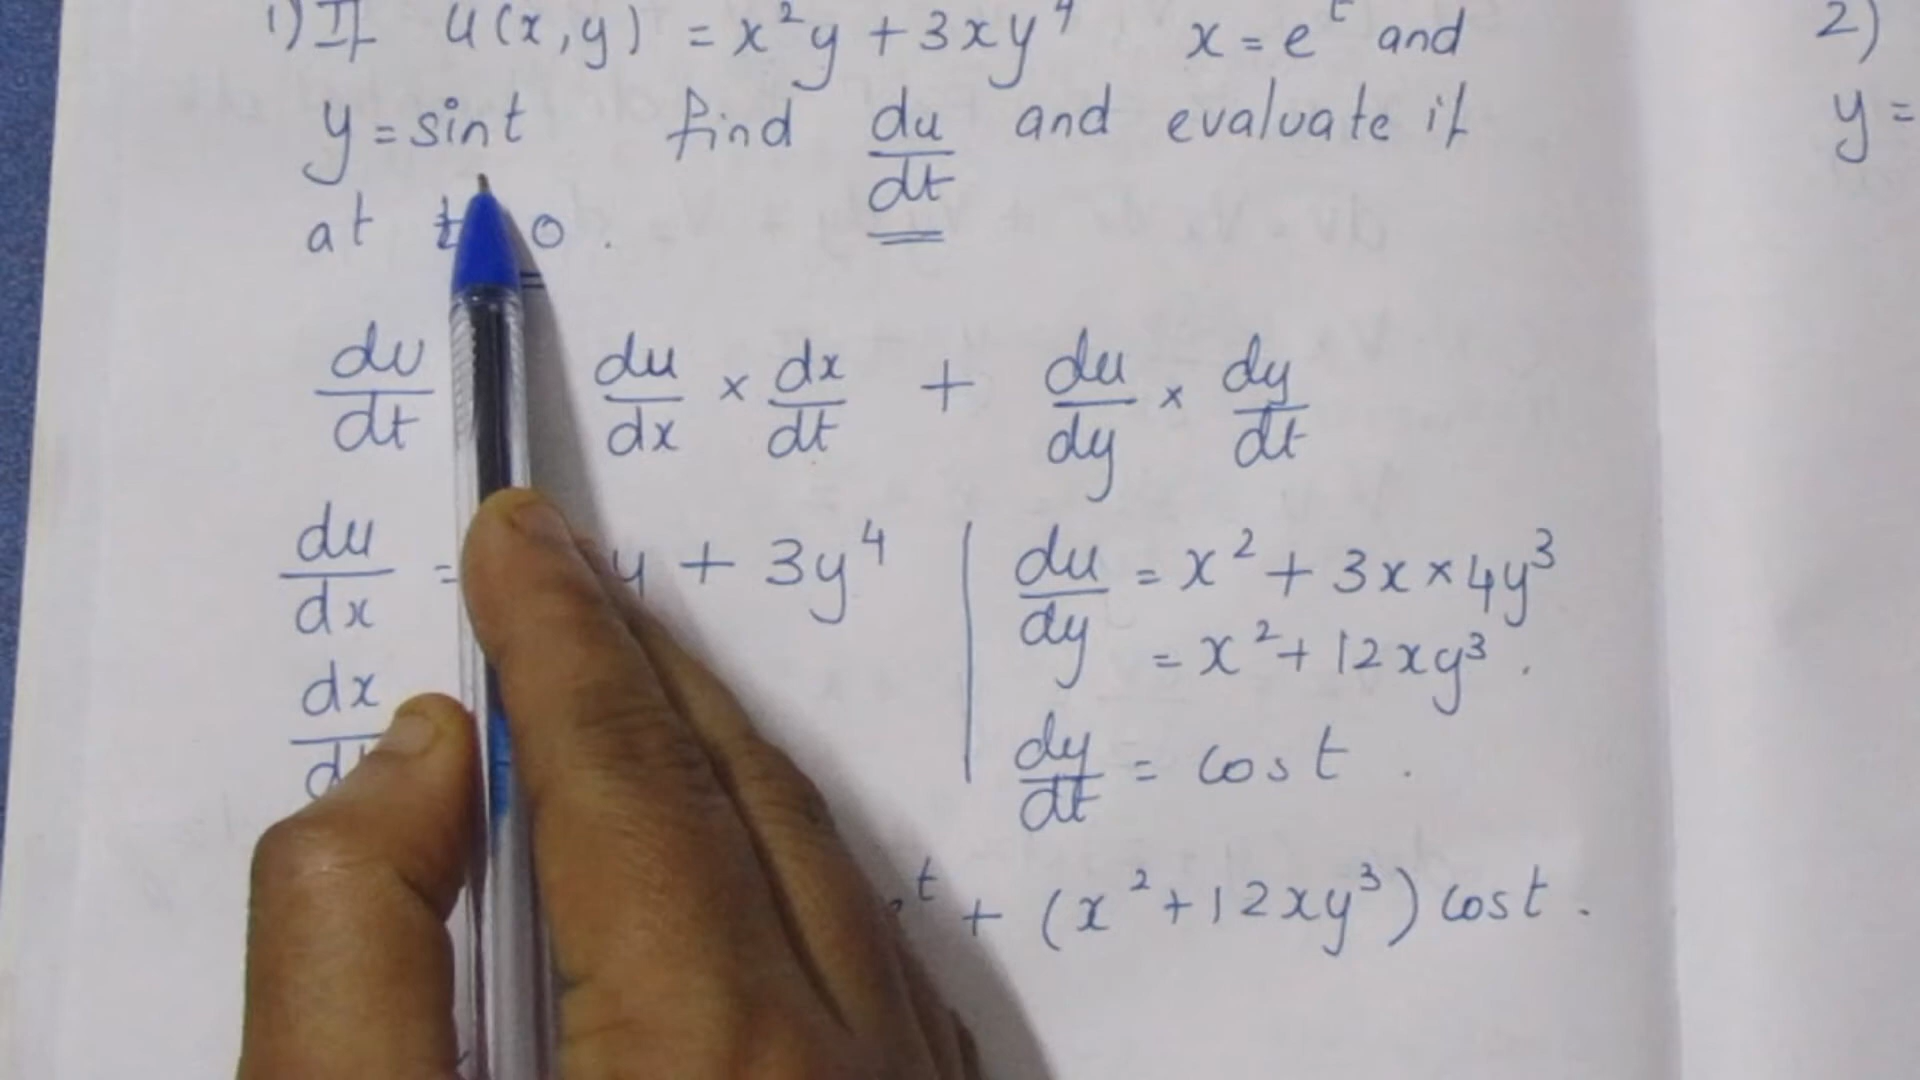 1) If u(x,y) = x²y + 3xy⁴ x = eᵗ and
y = sint find du/dt and evaluate it
at t 0.
du/dt du/dx × dx/dt + du/dy × dy/dt
du/dx = y + 3y⁴
dx
du/dy = x² + 3x × 4y³
= x² + 12xy³.
dy/dt = cos t.
t + (x² + 12xy³) cost.
2)
y =